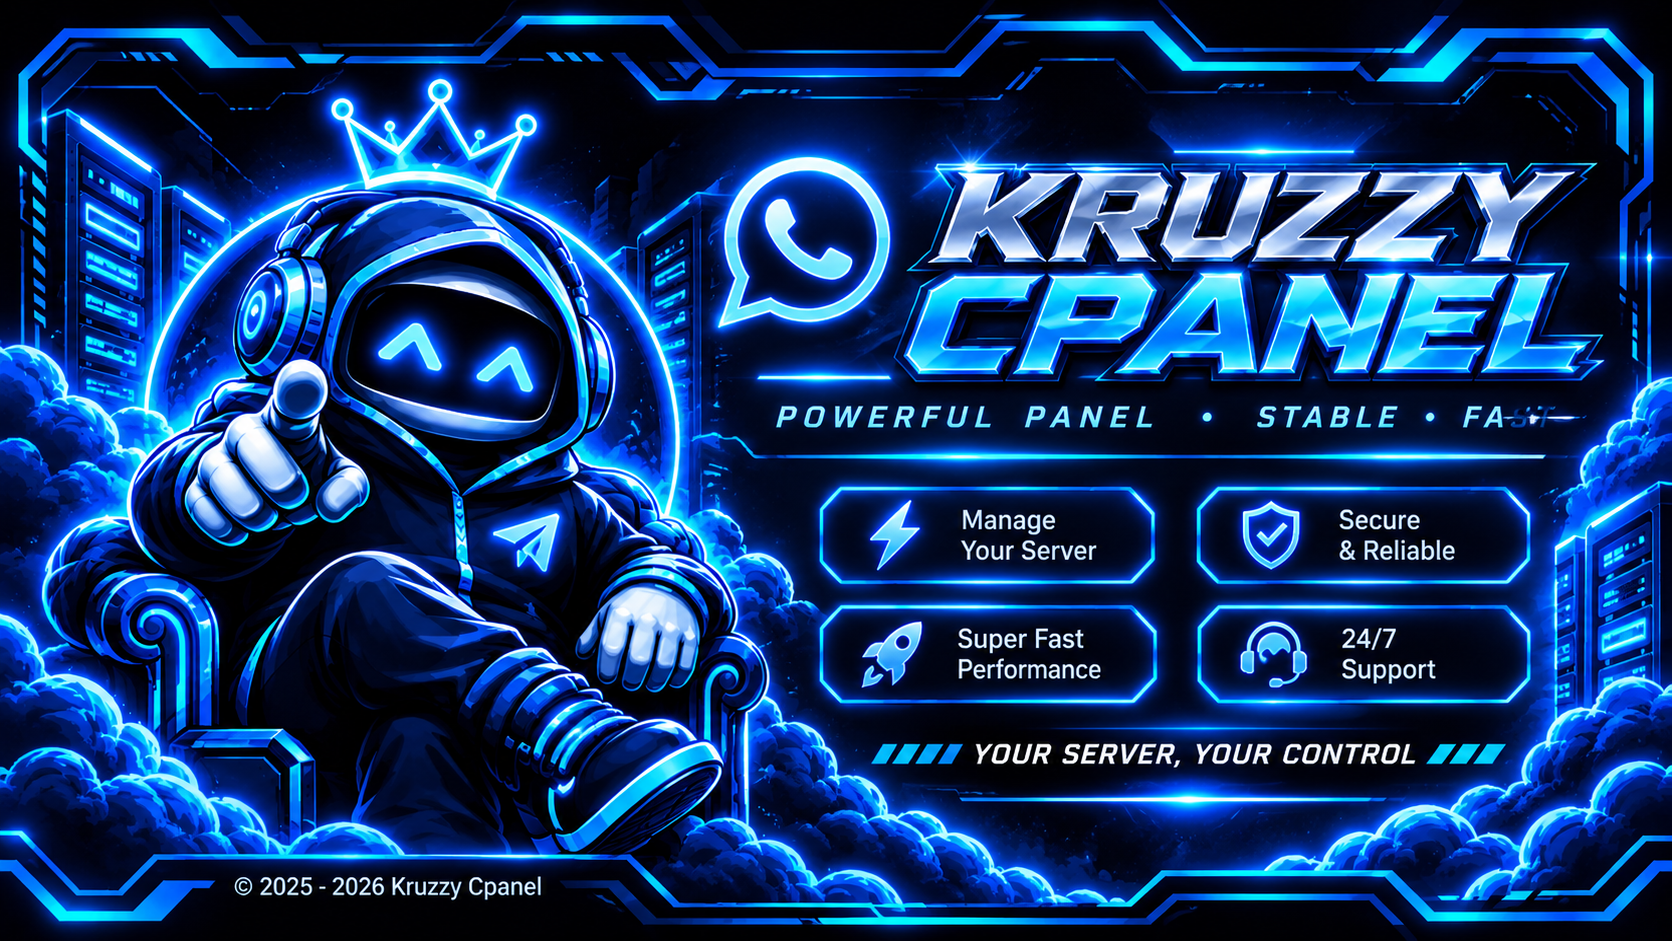 KRUZZY
CPANEL
POWERFUL PANEL • STABLE • FAST
Manage
Your Server
Secure
& Reliable
Super Fast
Performance
24/7
Support
YOUR SERVER, YOUR CONTROL
© 2025 - 2026 Kruzzy Cpanel